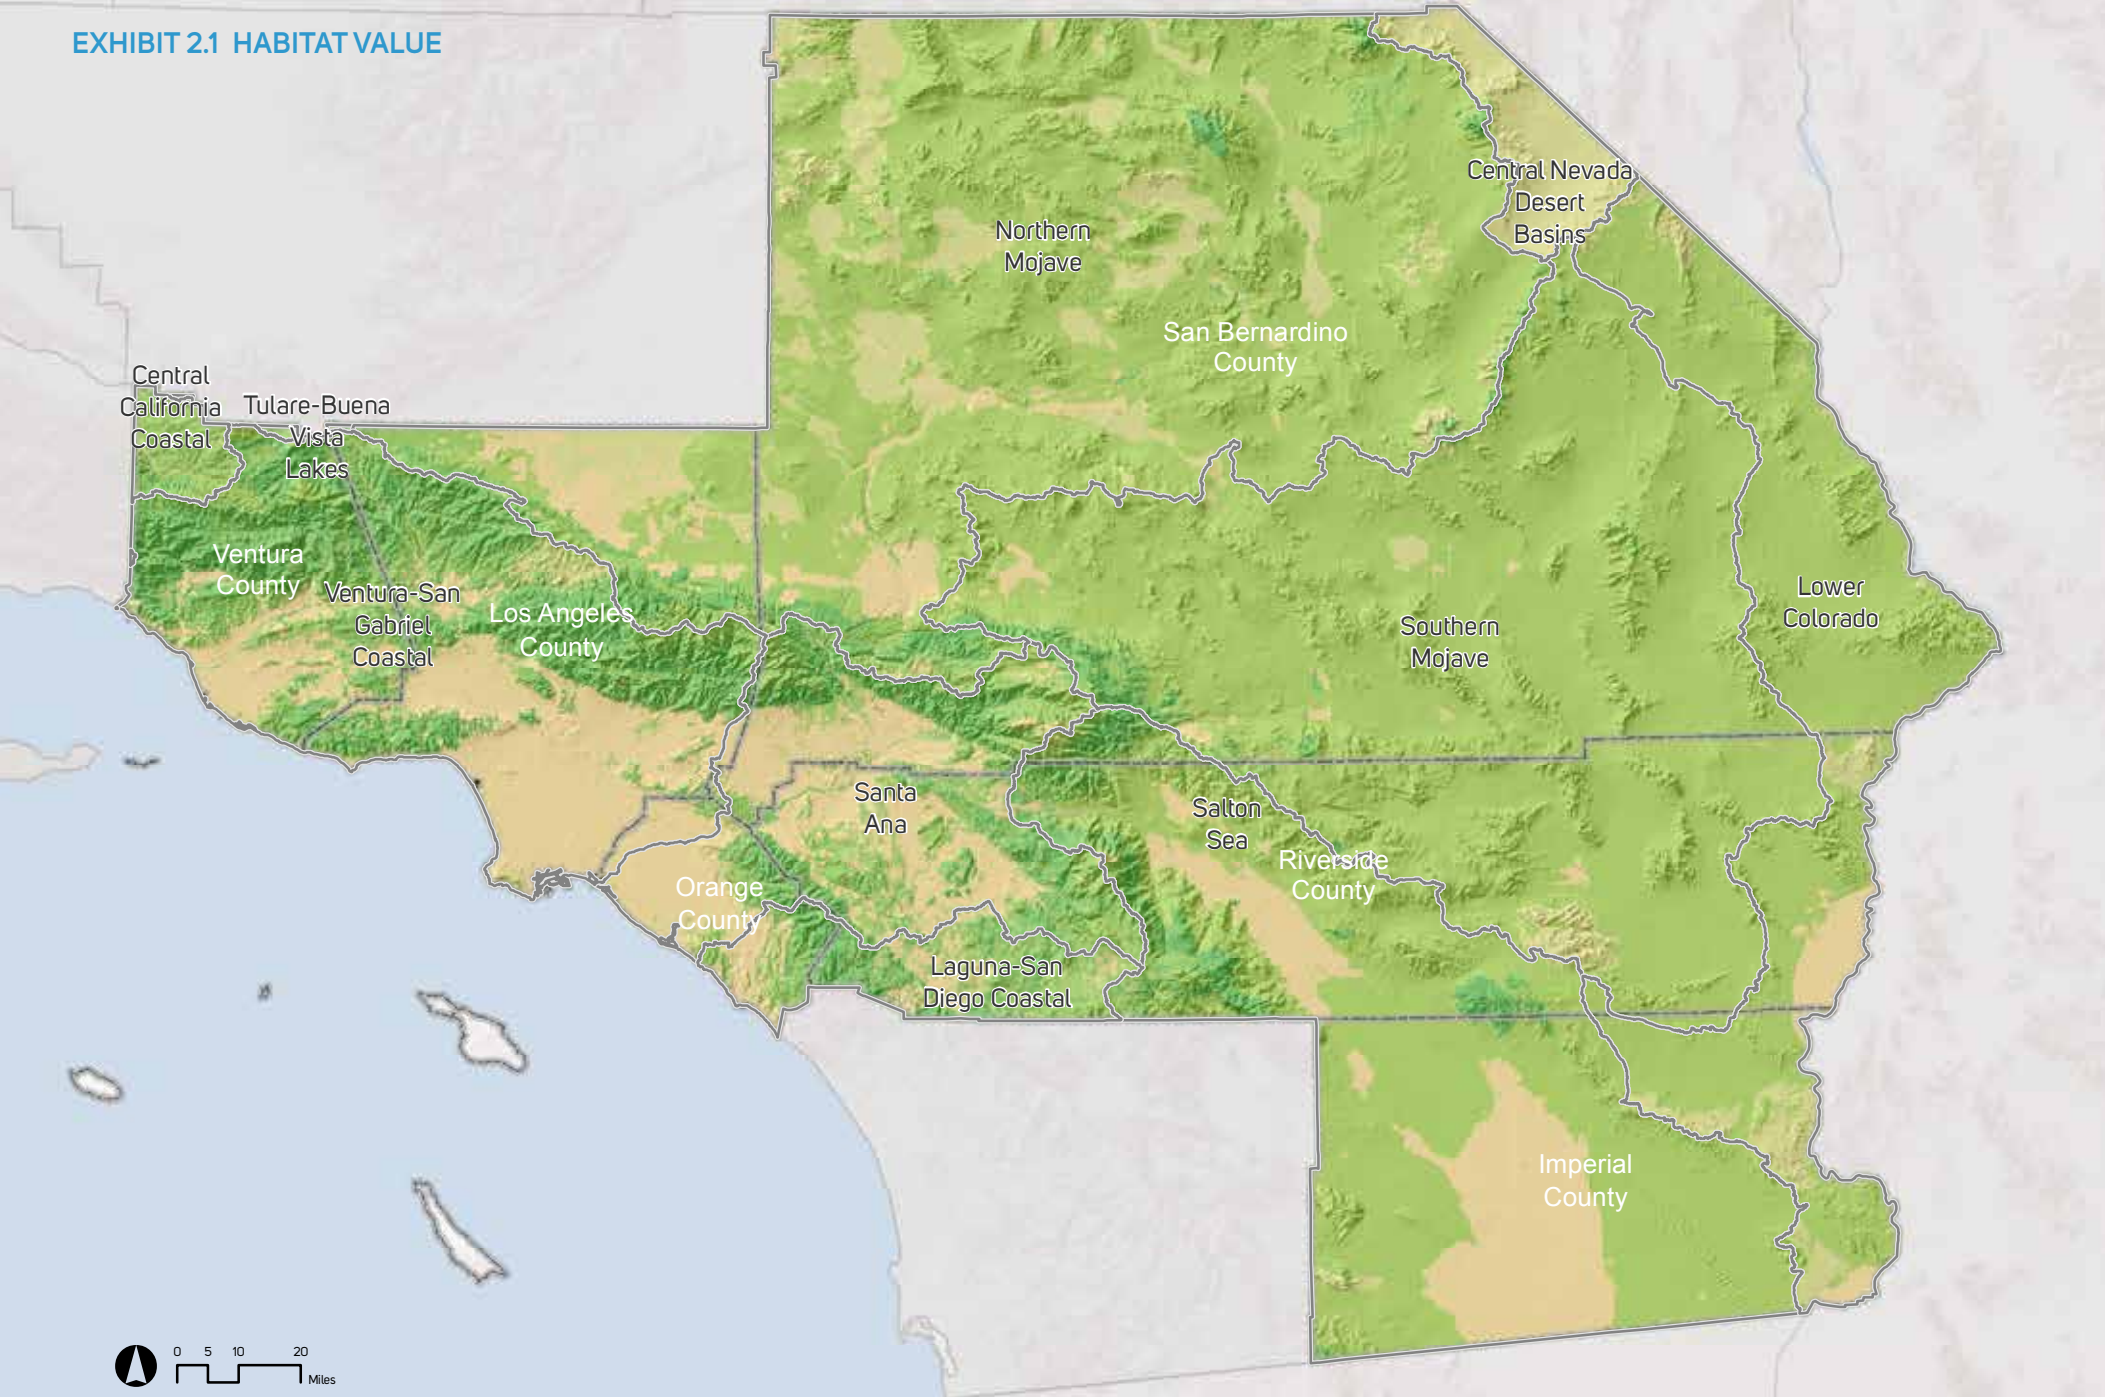 EXHIBIT 2.1 HABITAT VALUE
Central Nevada
Desert
Basins
Northern
Mojave
San Bernardino
County
Central
California
Coastal
Tulare-Buena
Vista
Lakes
Ventura
County
Ventura-San
Gabriel
Coastal
Los Angeles
County
Lower
Colorado
Southern
Mojave
Santa
Ana
Salton
Sea
Riverside
County
Orange
County
Laguna-San
Diego Coastal
Imperial
County
0 5 10 20
Miles